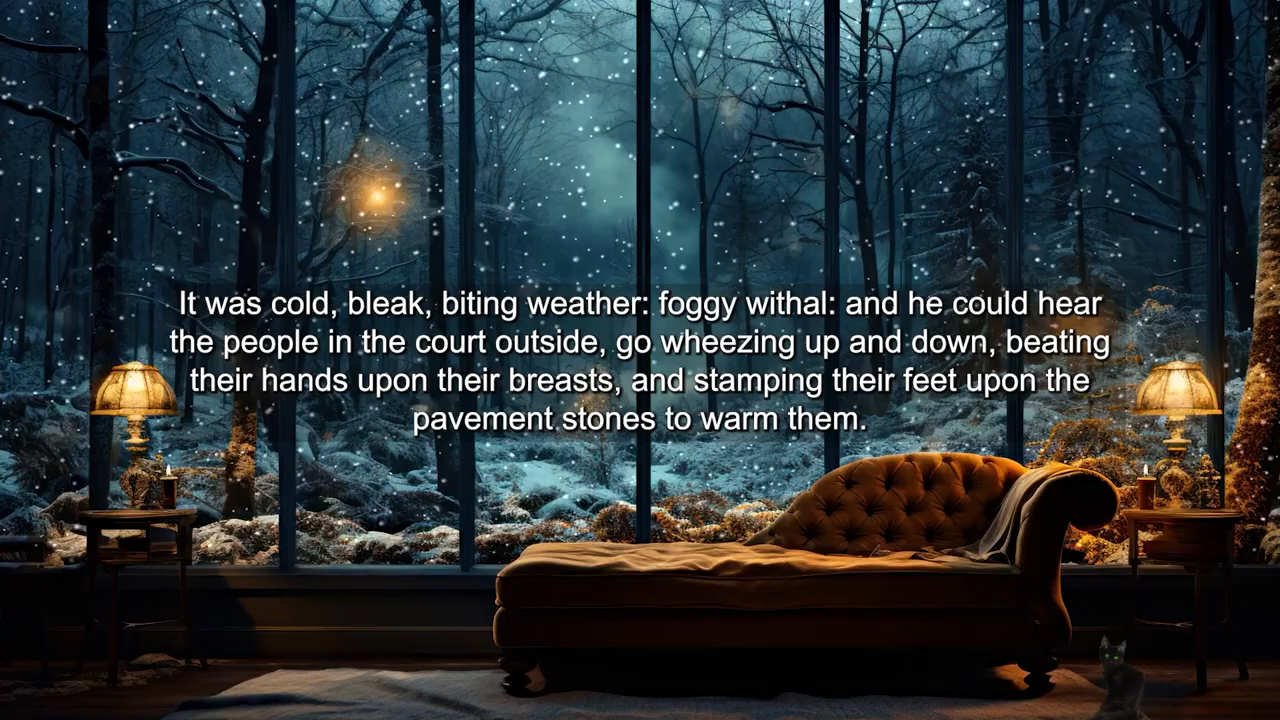 It was cold, bleak, biting weather: foggy withal: and he could hear
the people in the court outside, go wheezing up and down, beating
their hands upon their breasts, and stamping their feet upon the
pavement stones to warm them.